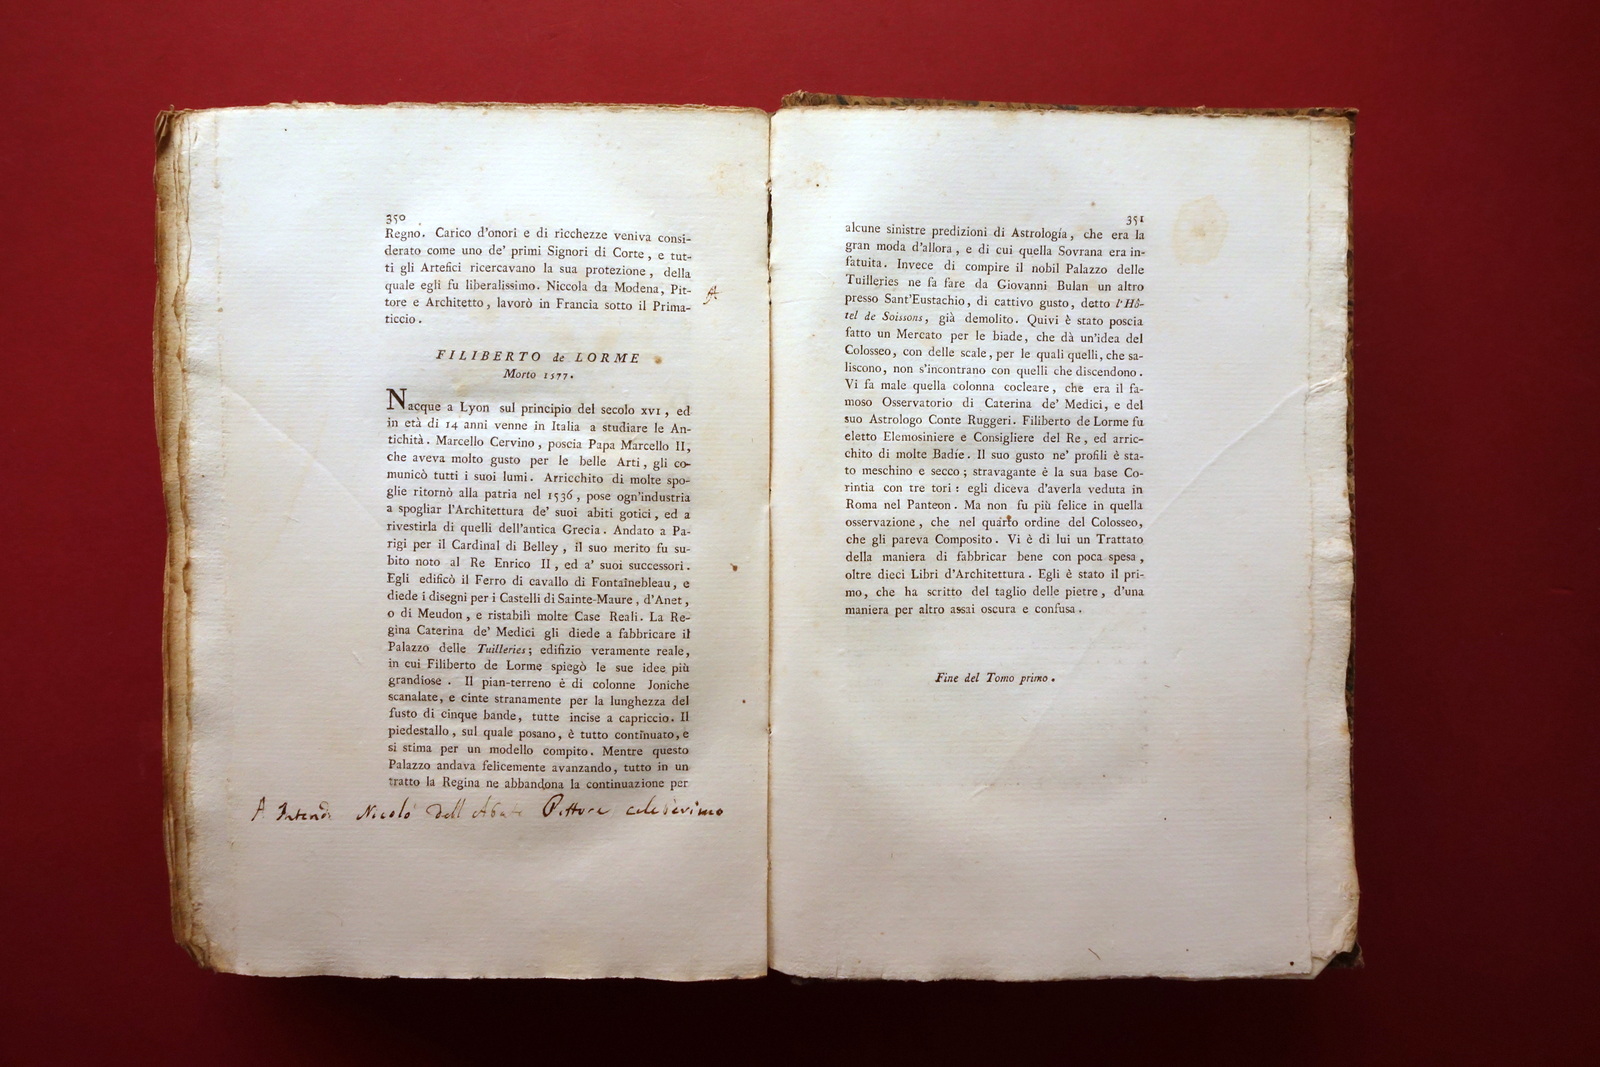 350
Regno. Carico d'onori e di ricchezze veniva consi-
derato come uno de' primi Signori di Corte, e tut-
ti gli Artefici ricercavano la sua protezione, della
quale egli fu liberalissimo. Niccola da Modena, Pit-
tore e Architetto, lavorò in Francia sotto il Prima-
ticcio.
A
FILIBERTO de LORME
Morto 1577.
Nacque a Lyon sul principio del secolo XVI, ed
in età di 14 anni venne in Italia a studiare le An-
tichità. Marcello Cervino, poscia Papa Marcello II,
che aveva molto gusto per le belle Arti, gli co-
municò tutti i suoi lumi. Arricchito di molte spo-
glie ritornò alla patria nel 1536, pose ogn'industria
a spogliar l'Architettura de' suoi abiti gotici, ed a
rivestirla di quelli dell'antica Grecia. Andato a Pa-
rigi per il Cardinal di Belley, il suo merito fu su-
bito noto al Re Enrico II, ed a' suoi successori.
Egli edificò il Ferro di cavallo di Fontainebleau, e
diede i disegni per i Castelli di Sainte-Maure, d'Anet,
o di Meudon, e ristabilì molte Case Reali. La Re-
gina Caterina de' Medici gli diede a fabbricare il
Palazzo delle Tuilleries; edifizio veramente reale,
in cui Filiberto de Lorme spiegò le sue idee più
grandiose. Il pian-terreno è di colonne Joniche
scanalate, e cinte stranamente per la lunghezza del
fusto di cinque bande, tutte incise a capriccio. Il
piedestallo, sul quale posano, è tutto continuato, e
si stima per un modello compito. Mentre questo
Palazzo andava felicemente avanzando, tutto in un
tratto la Regina ne abbandona la continuazione per
A Intendi Nicolò dell Abate Pittore celeberimo
351
alcune sinistre predizioni di Astrologia, che era la
gran moda d'allora, e di cui quella Sovrana era in-
fatuita. Invece di compire il nobil Palazzo delle
Tuilleries ne fa fare da Giovanni Bulan un altro
presso Sant'Eustachio, di cattivo gusto, detto l'Hô-
tel de Soissons, già demolito. Quivi è stato poscia
fatto un Mercato per le biade, che dà un'idea del
Colosseo, con delle scale, per le quali quelli, che sa-
liscono, non s'incontrano con quelli che discendono.
Vi fa male quella colonna cocleare, che era il fa-
moso Osservatorio di Caterina de' Medici, e del
suo Astrologo Conte Ruggeri. Filiberto de Lorme fu
eletto Elemosiniere e Consigliere del Re, ed arric-
chito di molte Badie. Il suo gusto ne' profili è sta-
to meschino e secco; stravagante è la sua base Co-
rintia con tre tori: egli diceva d'averla veduta in
Roma nel Panteon. Ma non fu più felice in quella
osservazione, che nel quarto ordine del Colosseo,
che gli pareva Composito. Vi è di lui un Trattato
della maniera di fabbricar bene con poca spesa,
oltre dieci Libri d'Architettura. Egli è stato il pri-
mo, che ha scritto del taglio delle pietre, d'una
maniera per altro assai oscura e confusa.
Fine del Tomo primo.